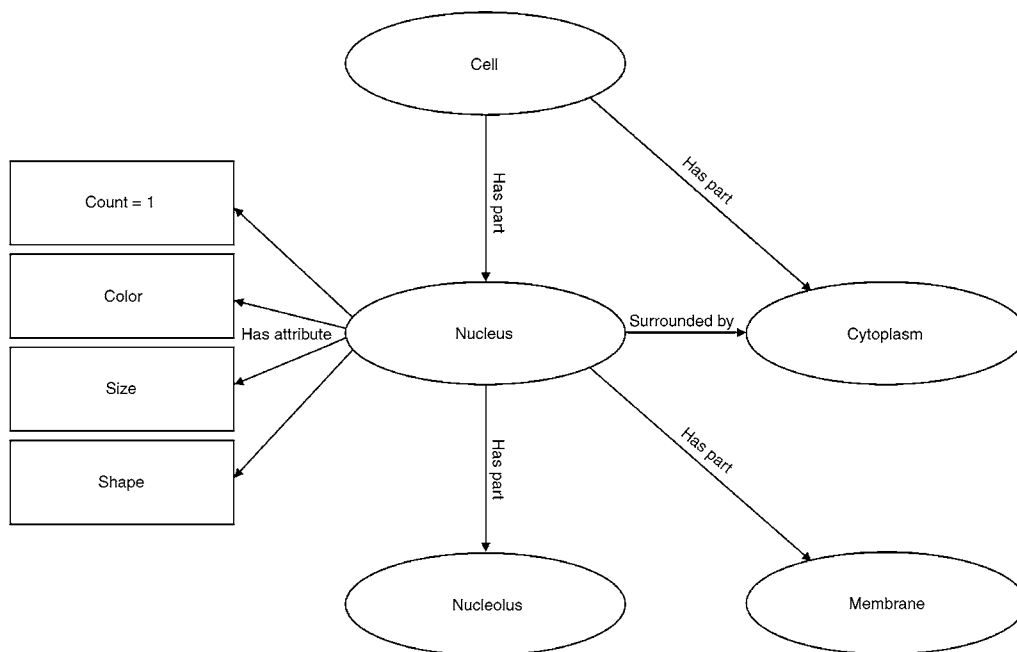 Cell
Has part
Has part
Count = 1
Color
Has attribute
Nucleus
Surrounded by
Cytoplasm
Size
Shape
Has part
Has part
Nucleolus
Membrane